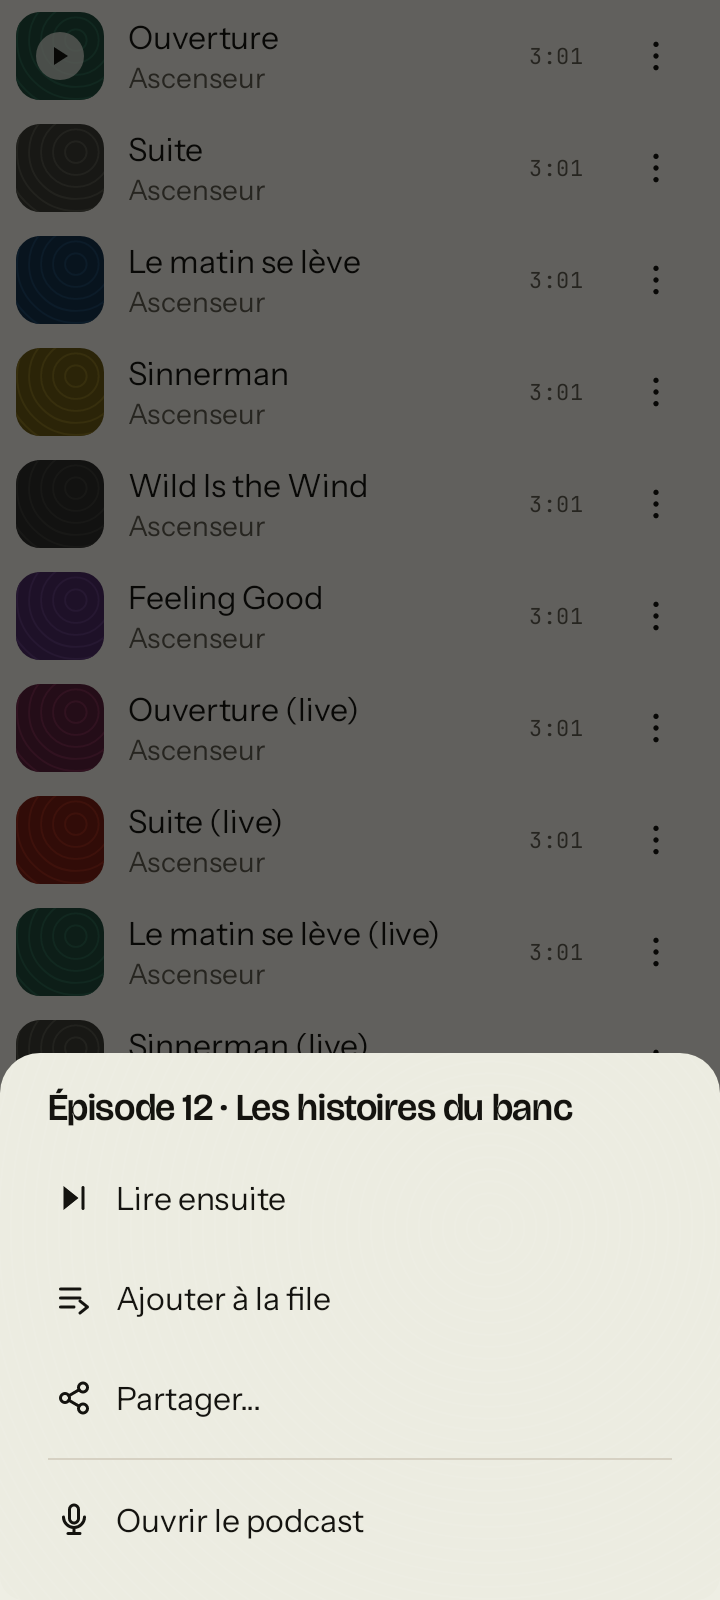 Ouverture
Ascenseur
3:01
Suite
Ascenseur
3:01
Le matin se lève
Ascenseur
3:01
Sinnerman
Ascenseur
3:01
Wild Is the Wind
Ascenseur
3:01
Feeling Good
Ascenseur
3:01
Ouverture (live)
Ascenseur
3:01
Suite (live)
Ascenseur
3:01
Le matin se lève (live)
Ascenseur
3:01
Sinnerman (live)
Épisode 12 · Les histoires du banc
Lire ensuite
Ajouter à la file
Partager...
Ouvrir le podcast